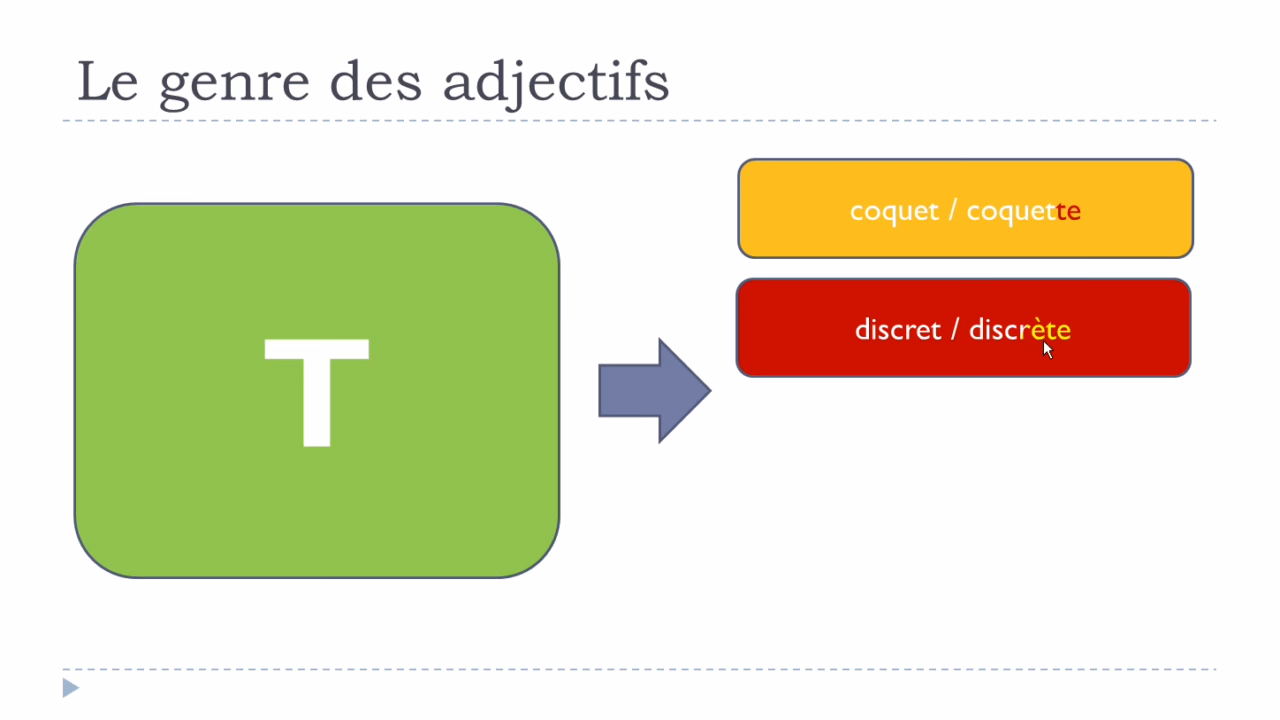 Le genre des adjectifs
T
coquet / coquette
discret / discrète